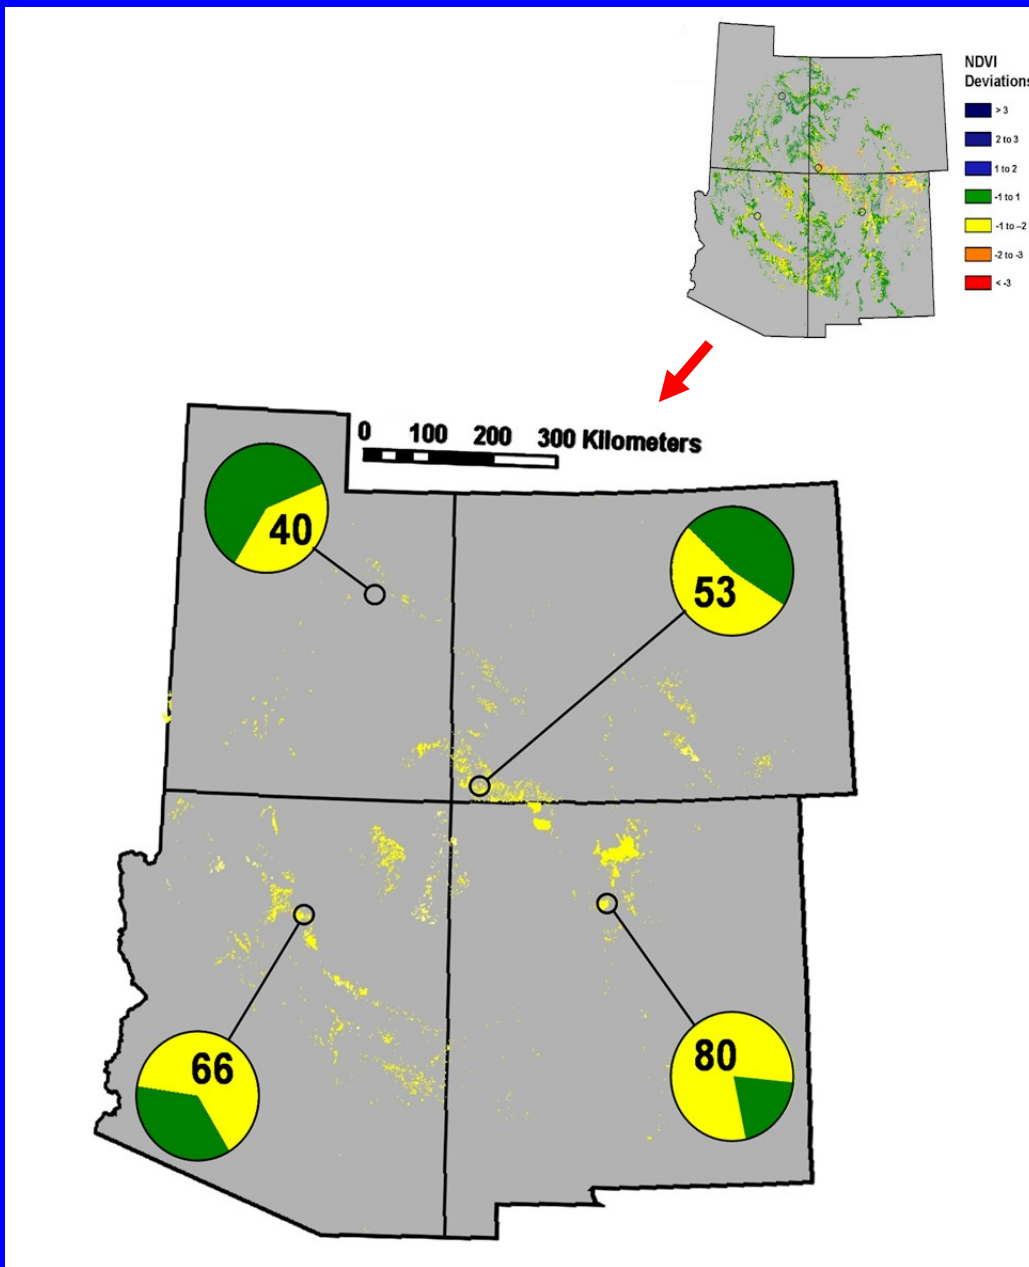 NDVI
Deviations
> 3
2 to 3
1 to 2
-1 to 1
-1 to –2
-2 to -3
< -3
0 100 200 300 Kilometers
40
53
66
80